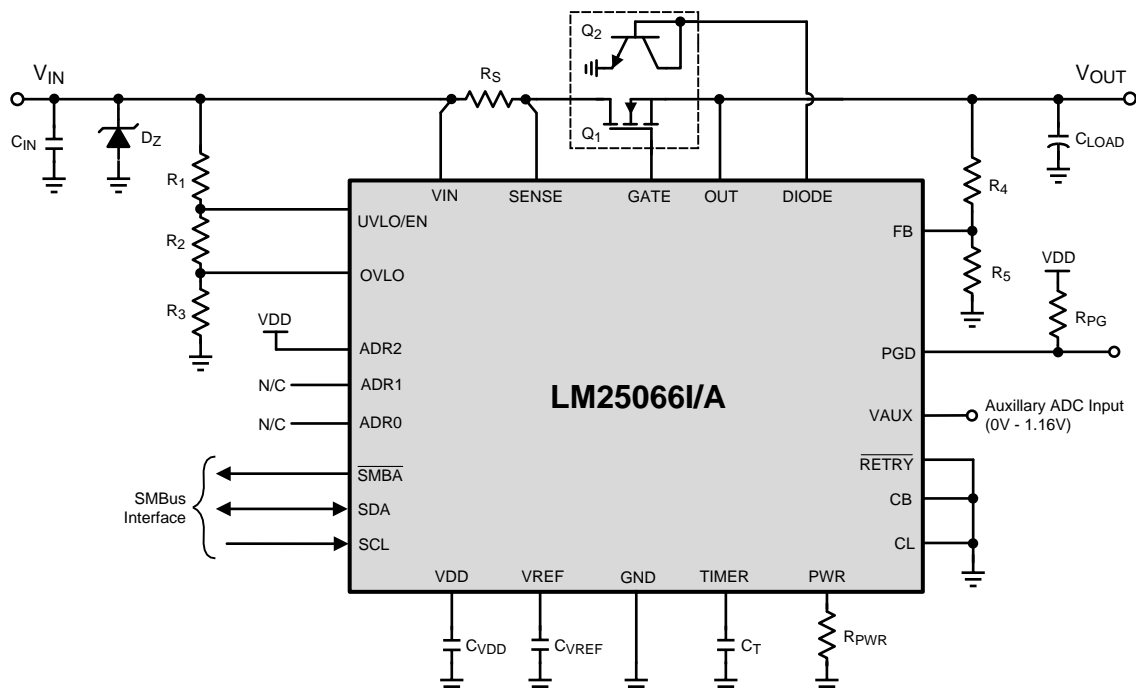 Q2
VIN
RS
VOUT
Q1
CIN
DZ
CLOAD
R1
VIN
SENSE
GATE
OUT
DIODE
R4
UVLO/EN
FB
R2
OVLO
R5
VDD
R3
VDD
RPG
ADR2
PGD
N/C
ADR1
LM25066I/A
N/C
ADR0
VAUX
Auxillary ADC Input
(0V - 1.16V)
SMBA
RETRY
SMBus
Interface
SDA
CB
SCL
CL
VDD
VREF
GND
TIMER
PWR
CVDD
CVREF
CT
RPWR